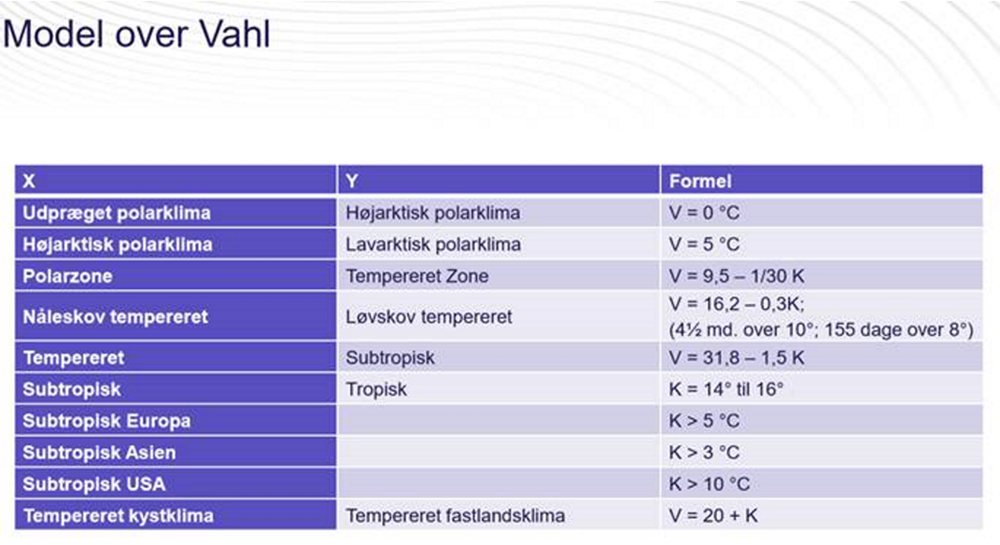 Model over Vahl
X Y Formel
Udpræget polarklima Højarktisk polarklima V = 0 °C
Højarktisk polarklima Lavarktisk polarklima V = 5 °C
Polarzone Tempereret Zone V = 9,5 – 1/30 K
Nåleskov tempereret Løvskov tempereret V = 16,2 – 0,3K;
(4½ md. over 10°; 155 dage over 8°)
Tempereret Subtropisk V = 31,8 – 1,5 K
Subtropisk Tropisk K = 14° til 16°
Subtropisk Europa K > 5 °C
Subtropisk Asien K > 3 °C
Subtropisk USA K > 10 °C
Tempereret kystklima Tempereret fastlandsklima V = 20 + K